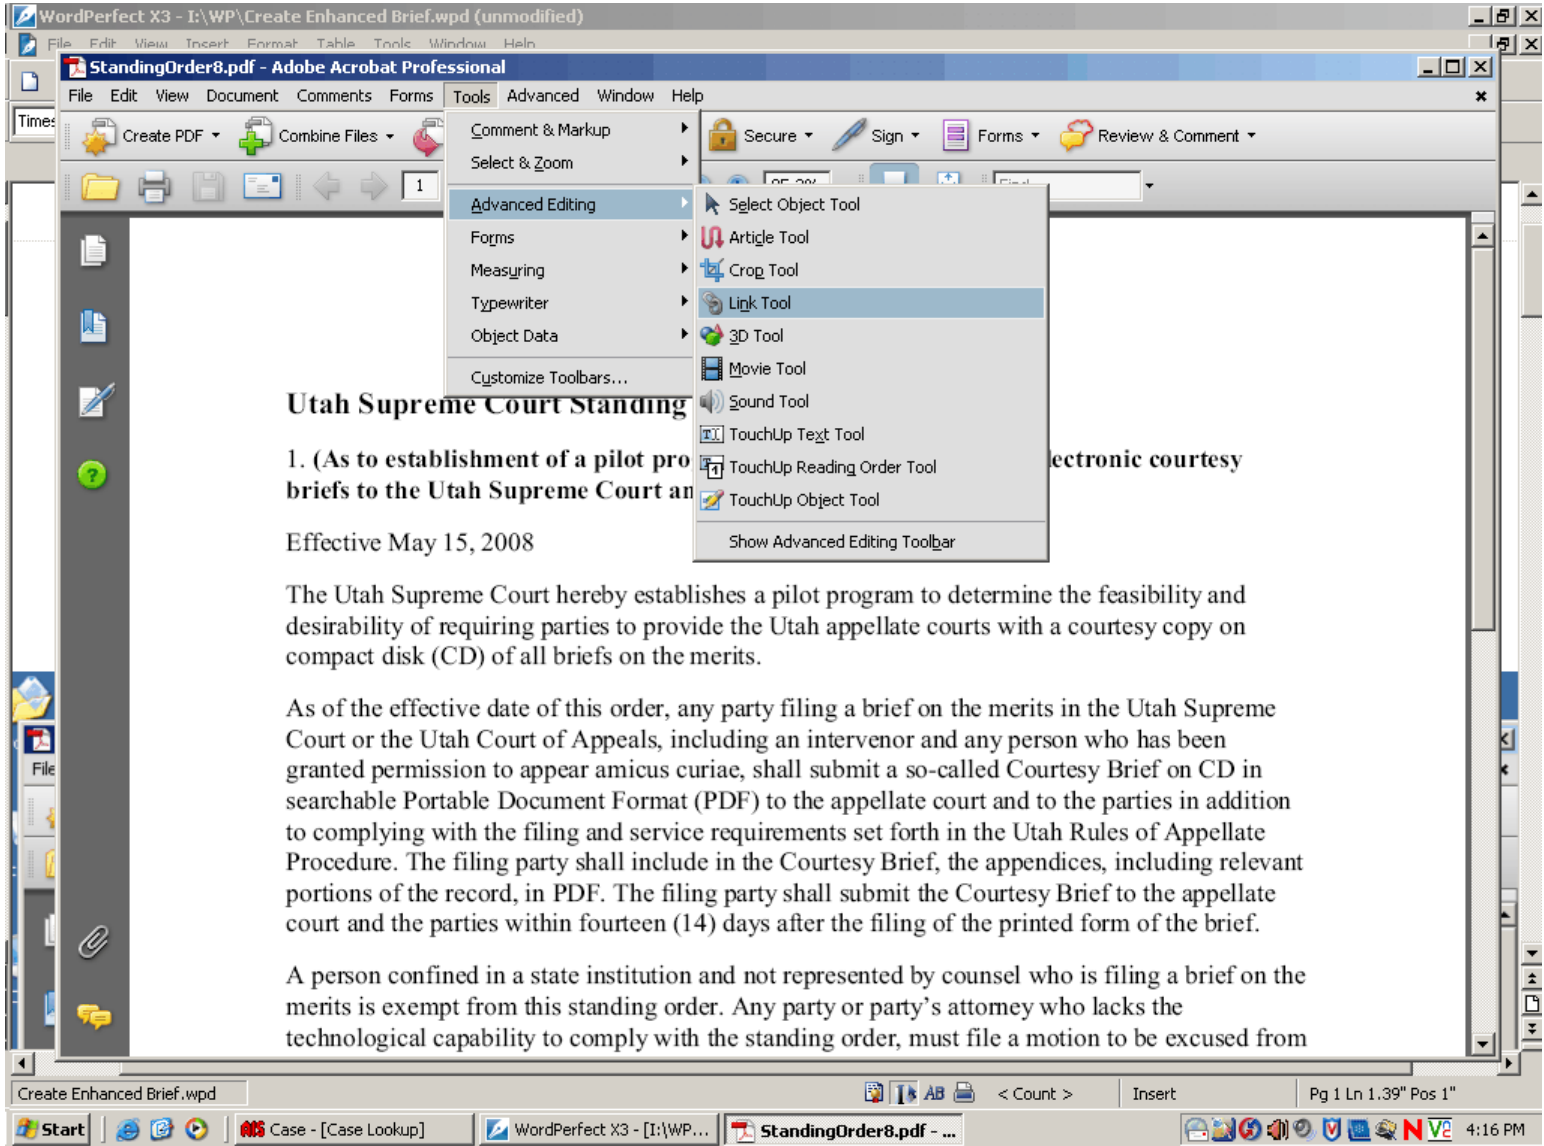 WordPerfect X3 - I:\WP\Create Enhanced Brief.wpd (unmodified)
File Edit View Insert Format Table Tools Window Help
StandingOrder8.pdf - Adobe Acrobat Professional
File Edit View Document Comments Forms Tools Advanced Window Help
Times
Create PDF Combine Files Secure Sign Forms Review & Comment
1
Comment & Markup
Select & Zoom
Advanced Editing
Forms
Measuring
Typewriter
Object Data
Customize Toolbars...
Select Object Tool
Article Tool
Crop Tool
Link Tool
3D Tool
Movie Tool
Sound Tool
TouchUp Text Tool
TouchUp Reading Order Tool
TouchUp Object Tool
Show Advanced Editing Toolbar
Utah Supreme Court Standing
1. (As to establishment of a pilot pro lectronic courtesy
briefs to the Utah Supreme Court an
Effective May 15, 2008
The Utah Supreme Court hereby establishes a pilot program to determine the feasibility and
desirability of requiring parties to provide the Utah appellate courts with a courtesy copy on
compact disk (CD) of all briefs on the merits.
As of the effective date of this order, any party filing a brief on the merits in the Utah Supreme
Court or the Utah Court of Appeals, including an intervenor and any person who has been
granted permission to appear amicus curiae, shall submit a so-called Courtesy Brief on CD in
searchable Portable Document Format (PDF) to the appellate court and to the parties in addition
to complying with the filing and service requirements set forth in the Utah Rules of Appellate
Procedure. The filing party shall include in the Courtesy Brief, the appendices, including relevant
portions of the record, in PDF. The filing party shall submit the Courtesy Brief to the appellate
court and the parties within fourteen (14) days after the filing of the printed form of the brief.
A person confined in a state institution and not represented by counsel who is filing a brief on the
merits is exempt from this standing order. Any party or party's attorney who lacks the
technological capability to comply with the standing order, must file a motion to be excused from
File
Create Enhanced Brief.wpd AB < Count > Insert Pg 1 Ln 1.39" Pos 1"
Start Case - [Case Lookup] WordPerfect X3 - [I:\WP... StandingOrder8.pdf - ... 4:16 PM